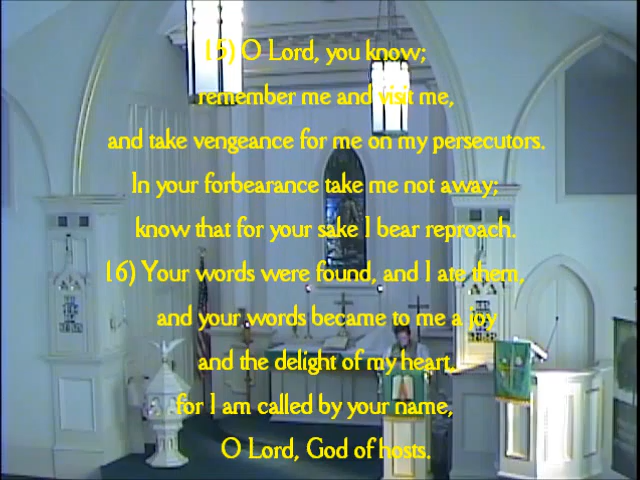 15) O Lord, you know;
remember me and visit me,
and take vengeance for me on my persecutors.
In your forbearance take me not away;
know that for your sake I bear reproach.
16) Your words were found, and I ate them,
and your words became to me a joy
and the delight of my heart,
for I am called by your name,
O Lord, God of hosts.